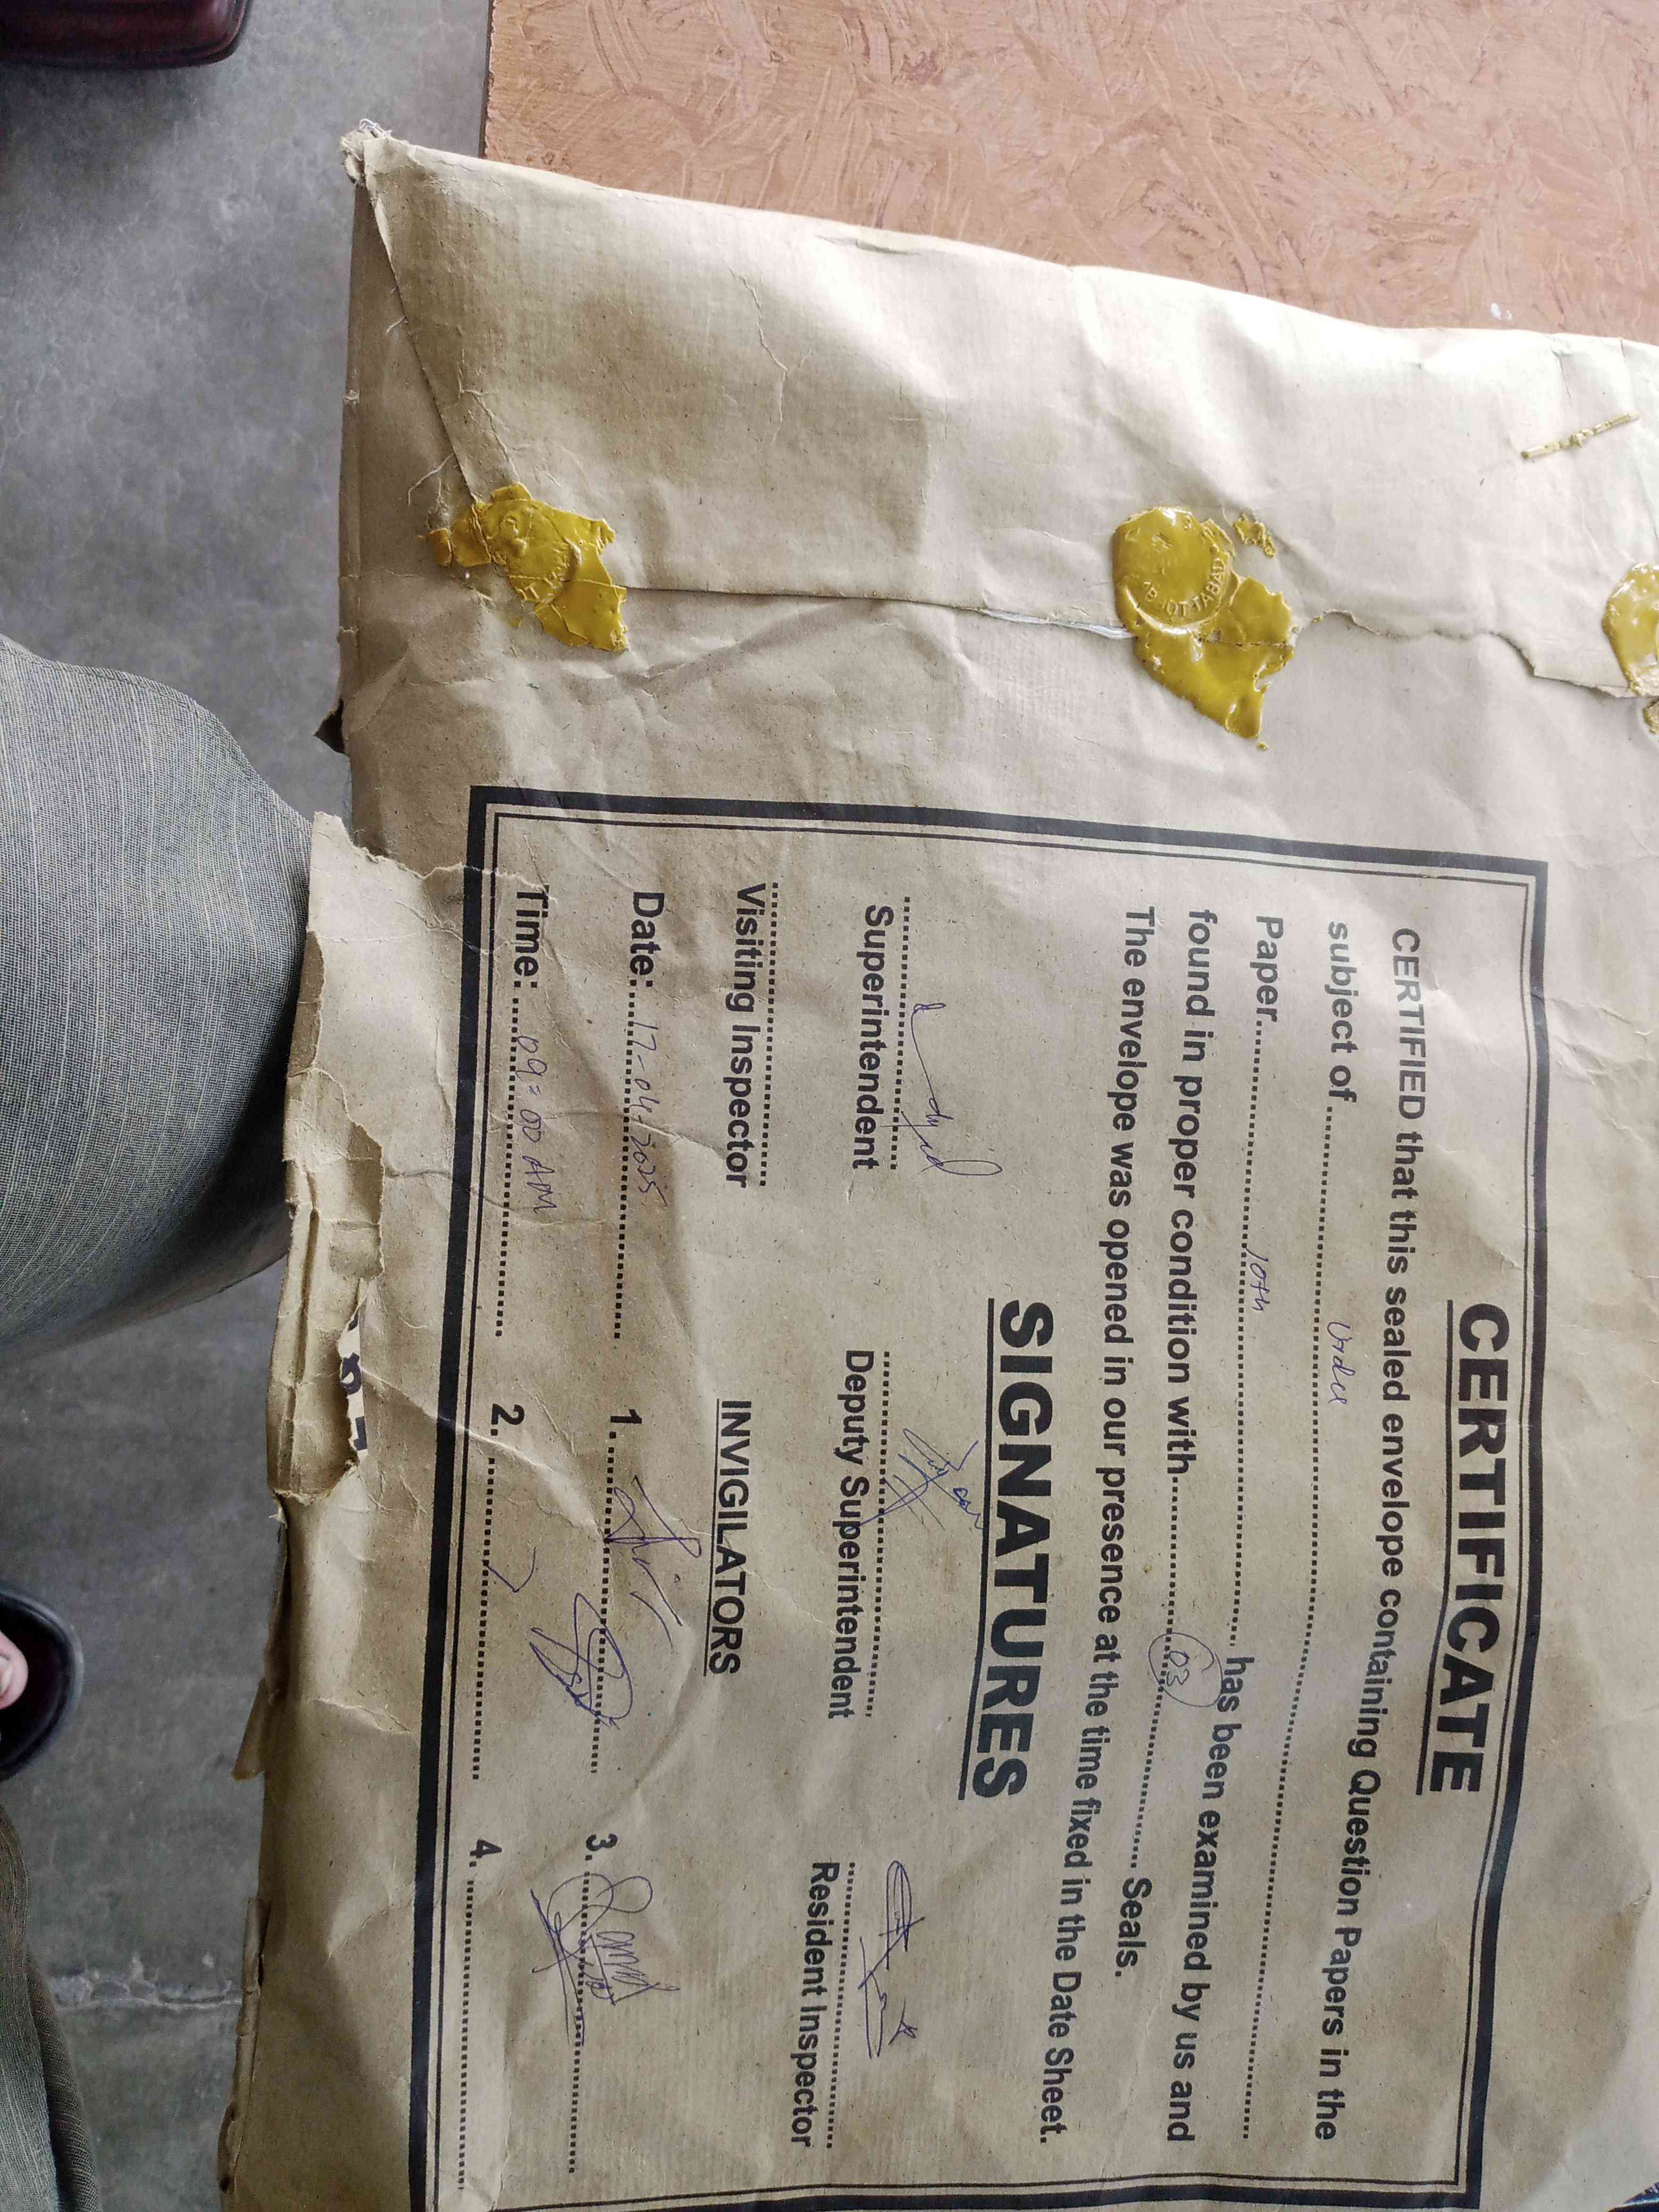 CERTIFICATE
CERTIFIED that this sealed envelope containing Question Papers in the
subject of Urdu
Paper 10th has been examined by us and
found in proper condition with 03 Seals.
The envelope was opened in our presence at the time fixed in the Date Sheet.
SIGNATURES
Superintendent Deputy Superintendent Resident Inspector
Visiting Inspector INVIGILATORS
Date: 17-04-2025 1. 3.
Time: 09:00 AM 2. 4.